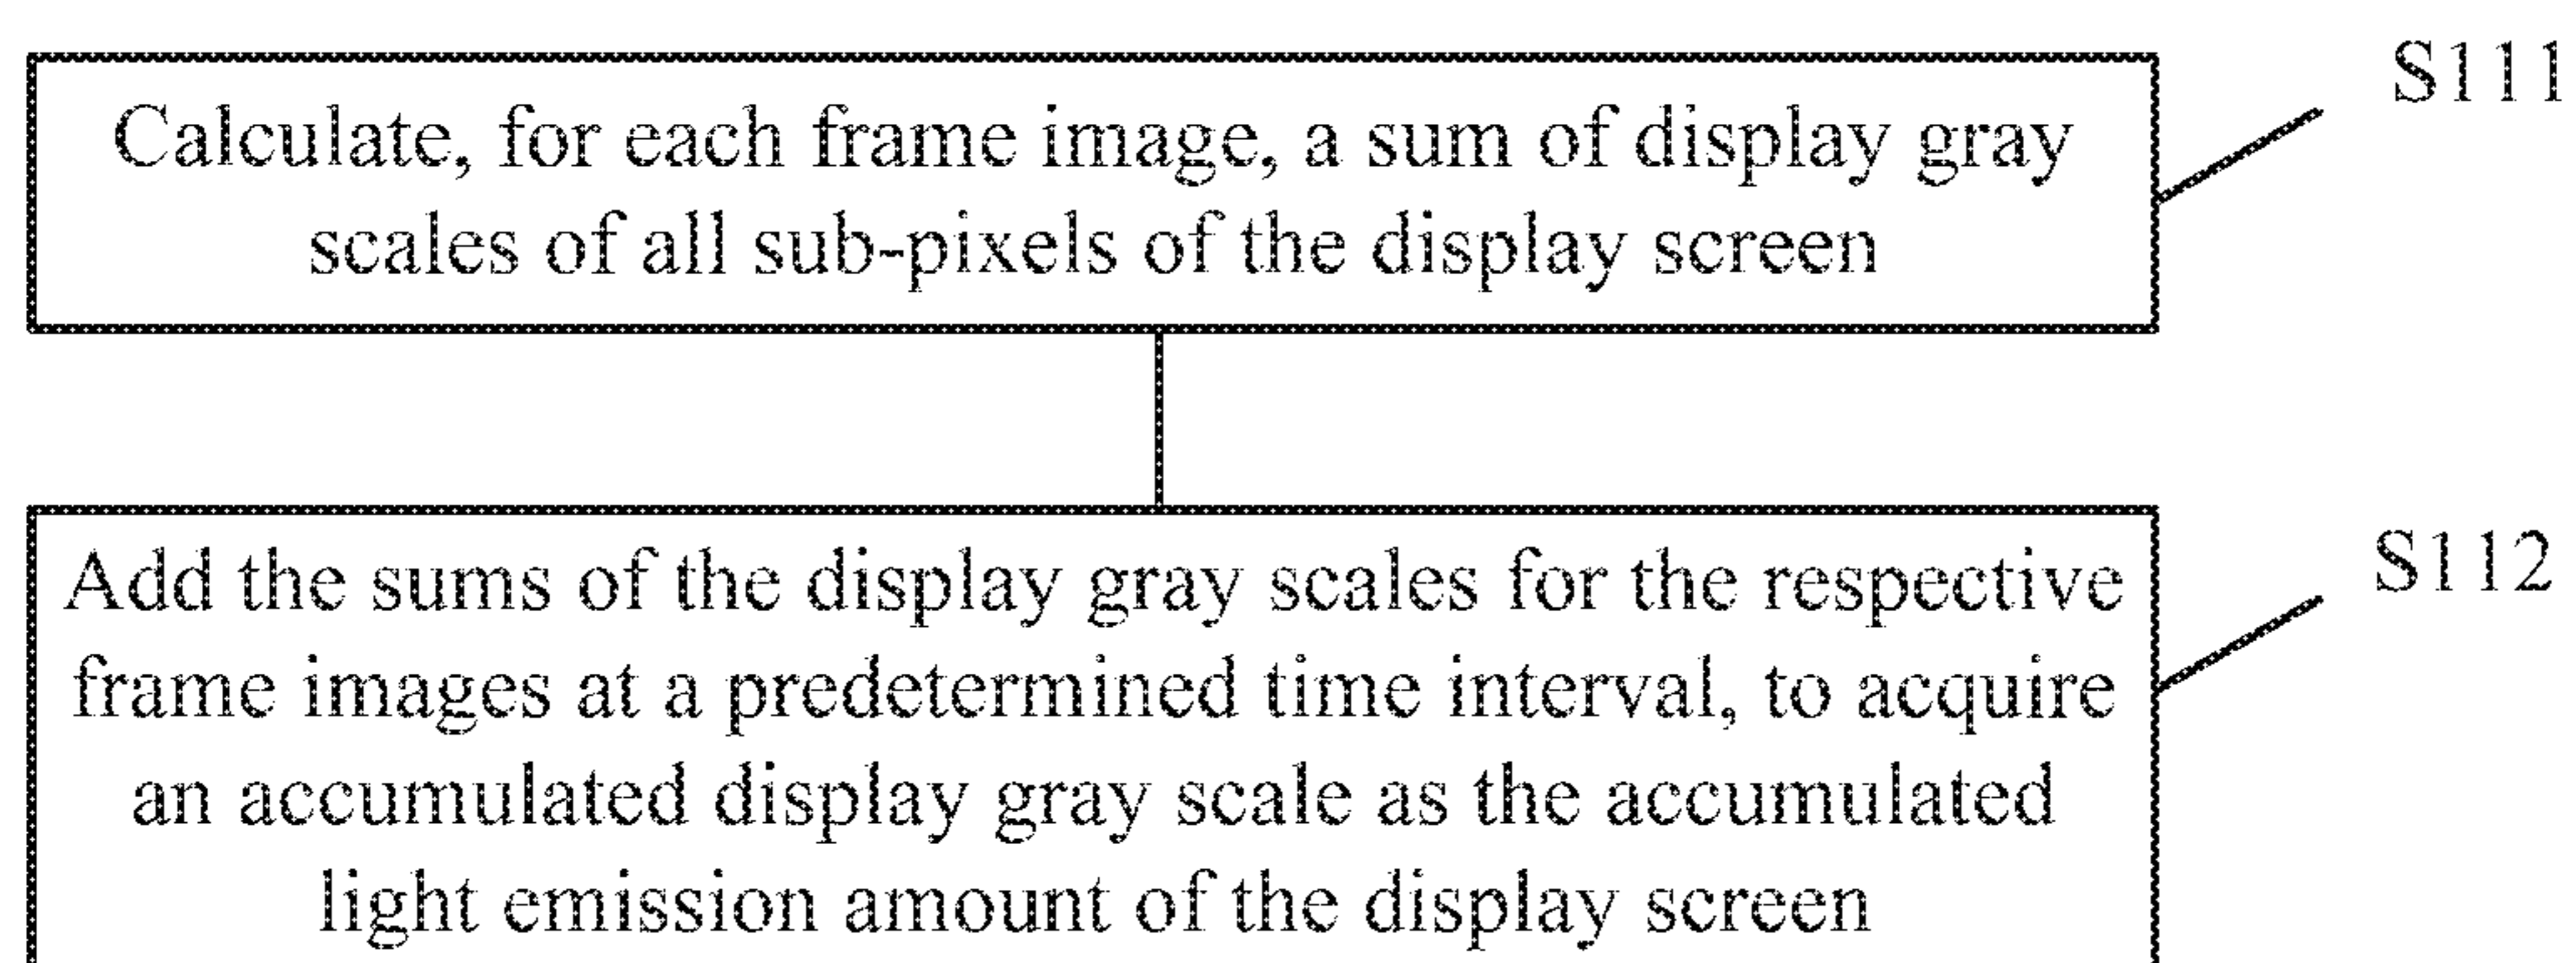 S111
Calculate, for each frame image, a sum of display gray
scales of all sub-pixels of the display screen
S112
Add the sums of the display gray scales for the respective
frame images at a predetermined time interval, to acquire
an accumulated display gray scale as the accumulated
light emission amount of the display screen